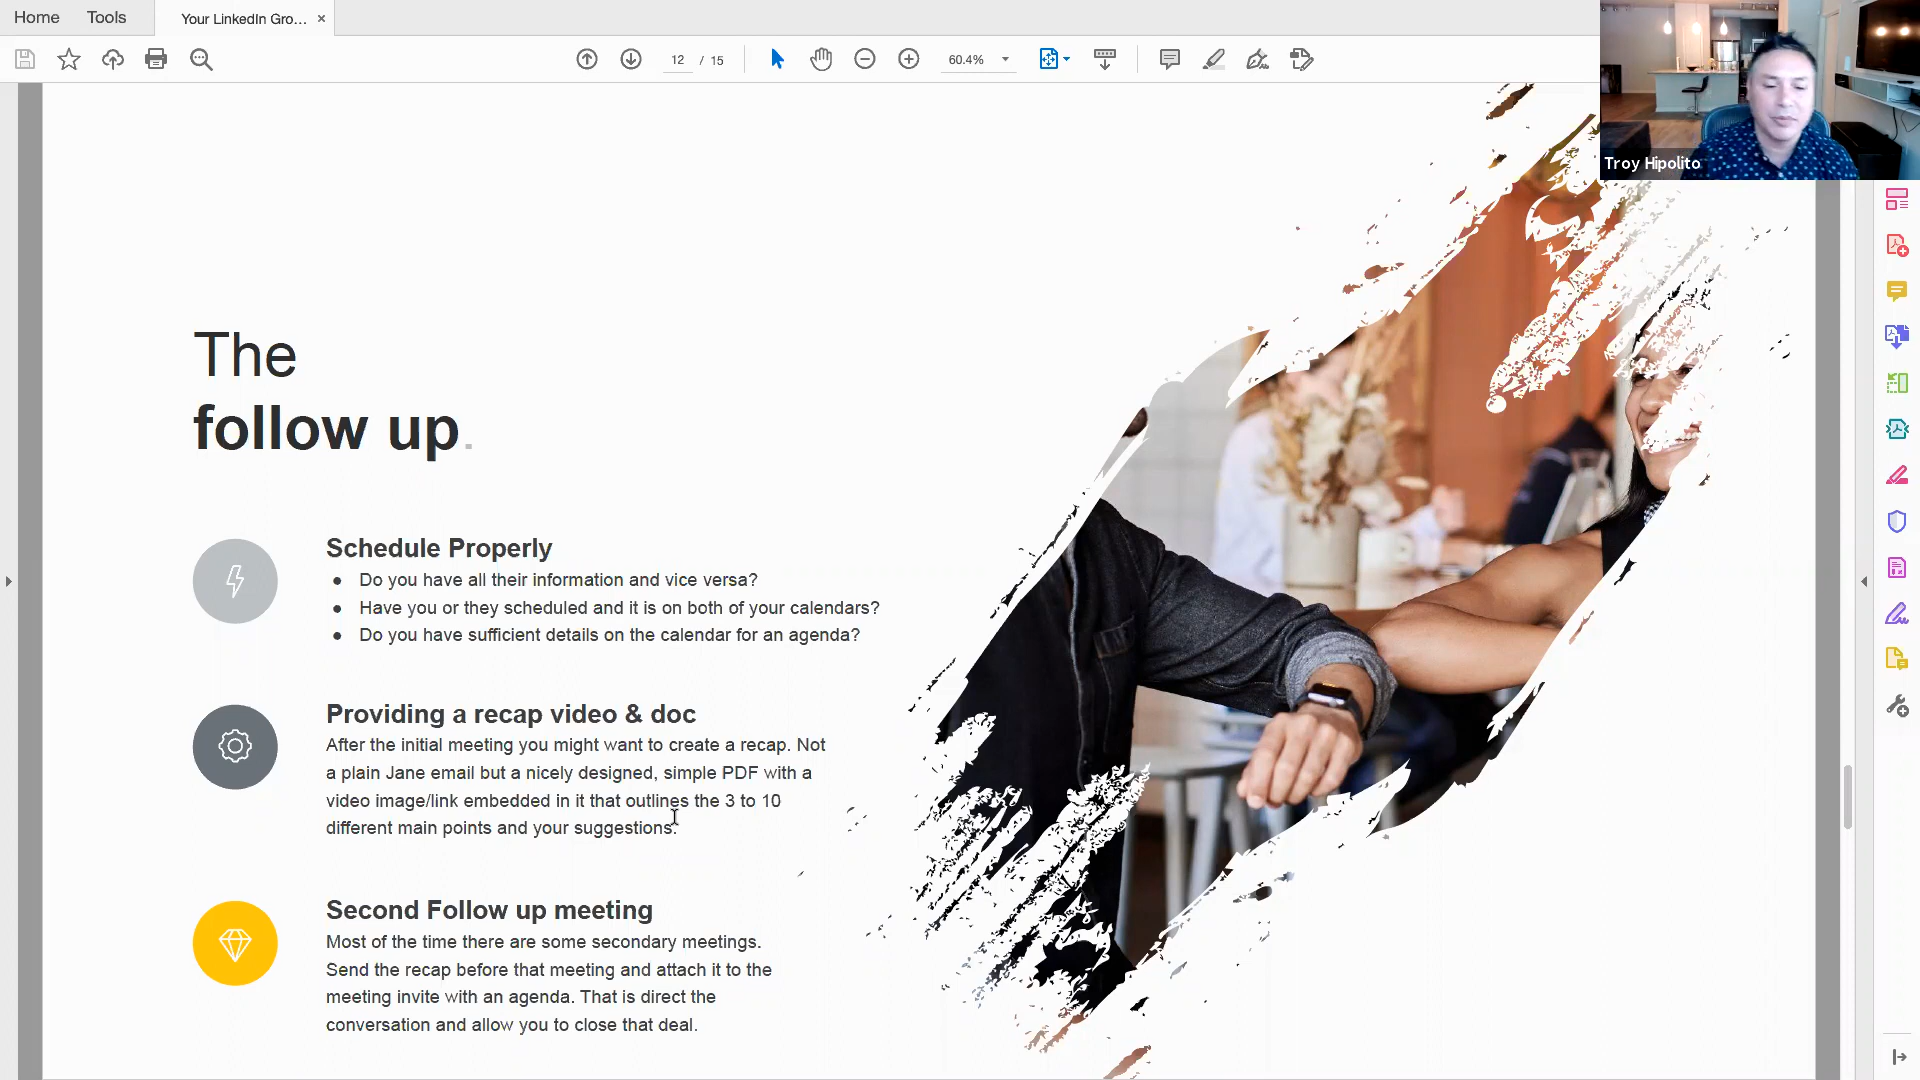 Home
Tools
Your LinkedIn Gro...
12 / 15
60.4%
Troy Hipolito
The
follow up.
Schedule Properly
● Do you have all their information and vice versa?
● Have you or they scheduled and it is on both of your calendars?
● Do you have sufficient details on the calendar for an agenda?
Providing a recap video & doc
After the initial meeting you might want to create a recap. Not
a plain Jane email but a nicely designed, simple PDF with a
video image/link embedded in it that outlines the 3 to 10
different main points and your suggestions.
Second Follow up meeting
Most of the time there are some secondary meetings.
Send the recap before that meeting and attach it to the
meeting invite with an agenda. That is direct the
conversation and allow you to close that deal.